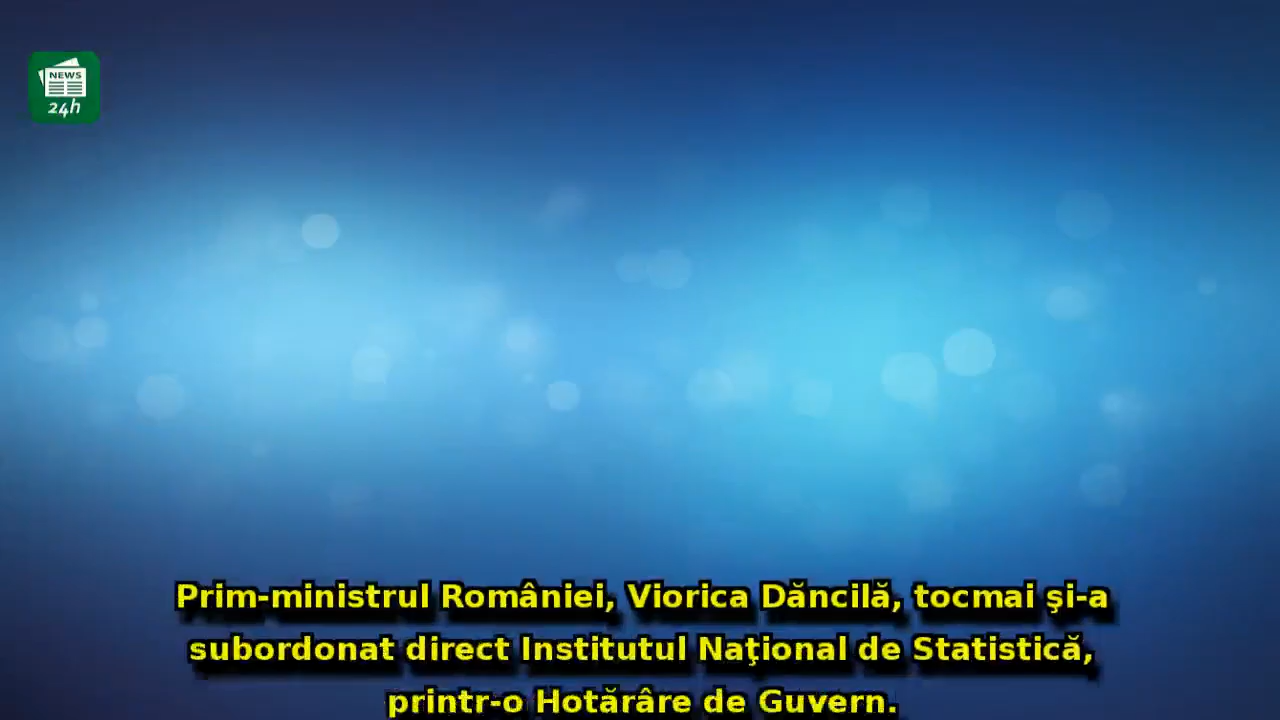 NEWS
24h
Prim-ministrul României, Viorica Dăncilă, tocmai şi-a
subordonat direct Institutul Naţional de Statistică,
printr-o Hotărâre de Guvern.